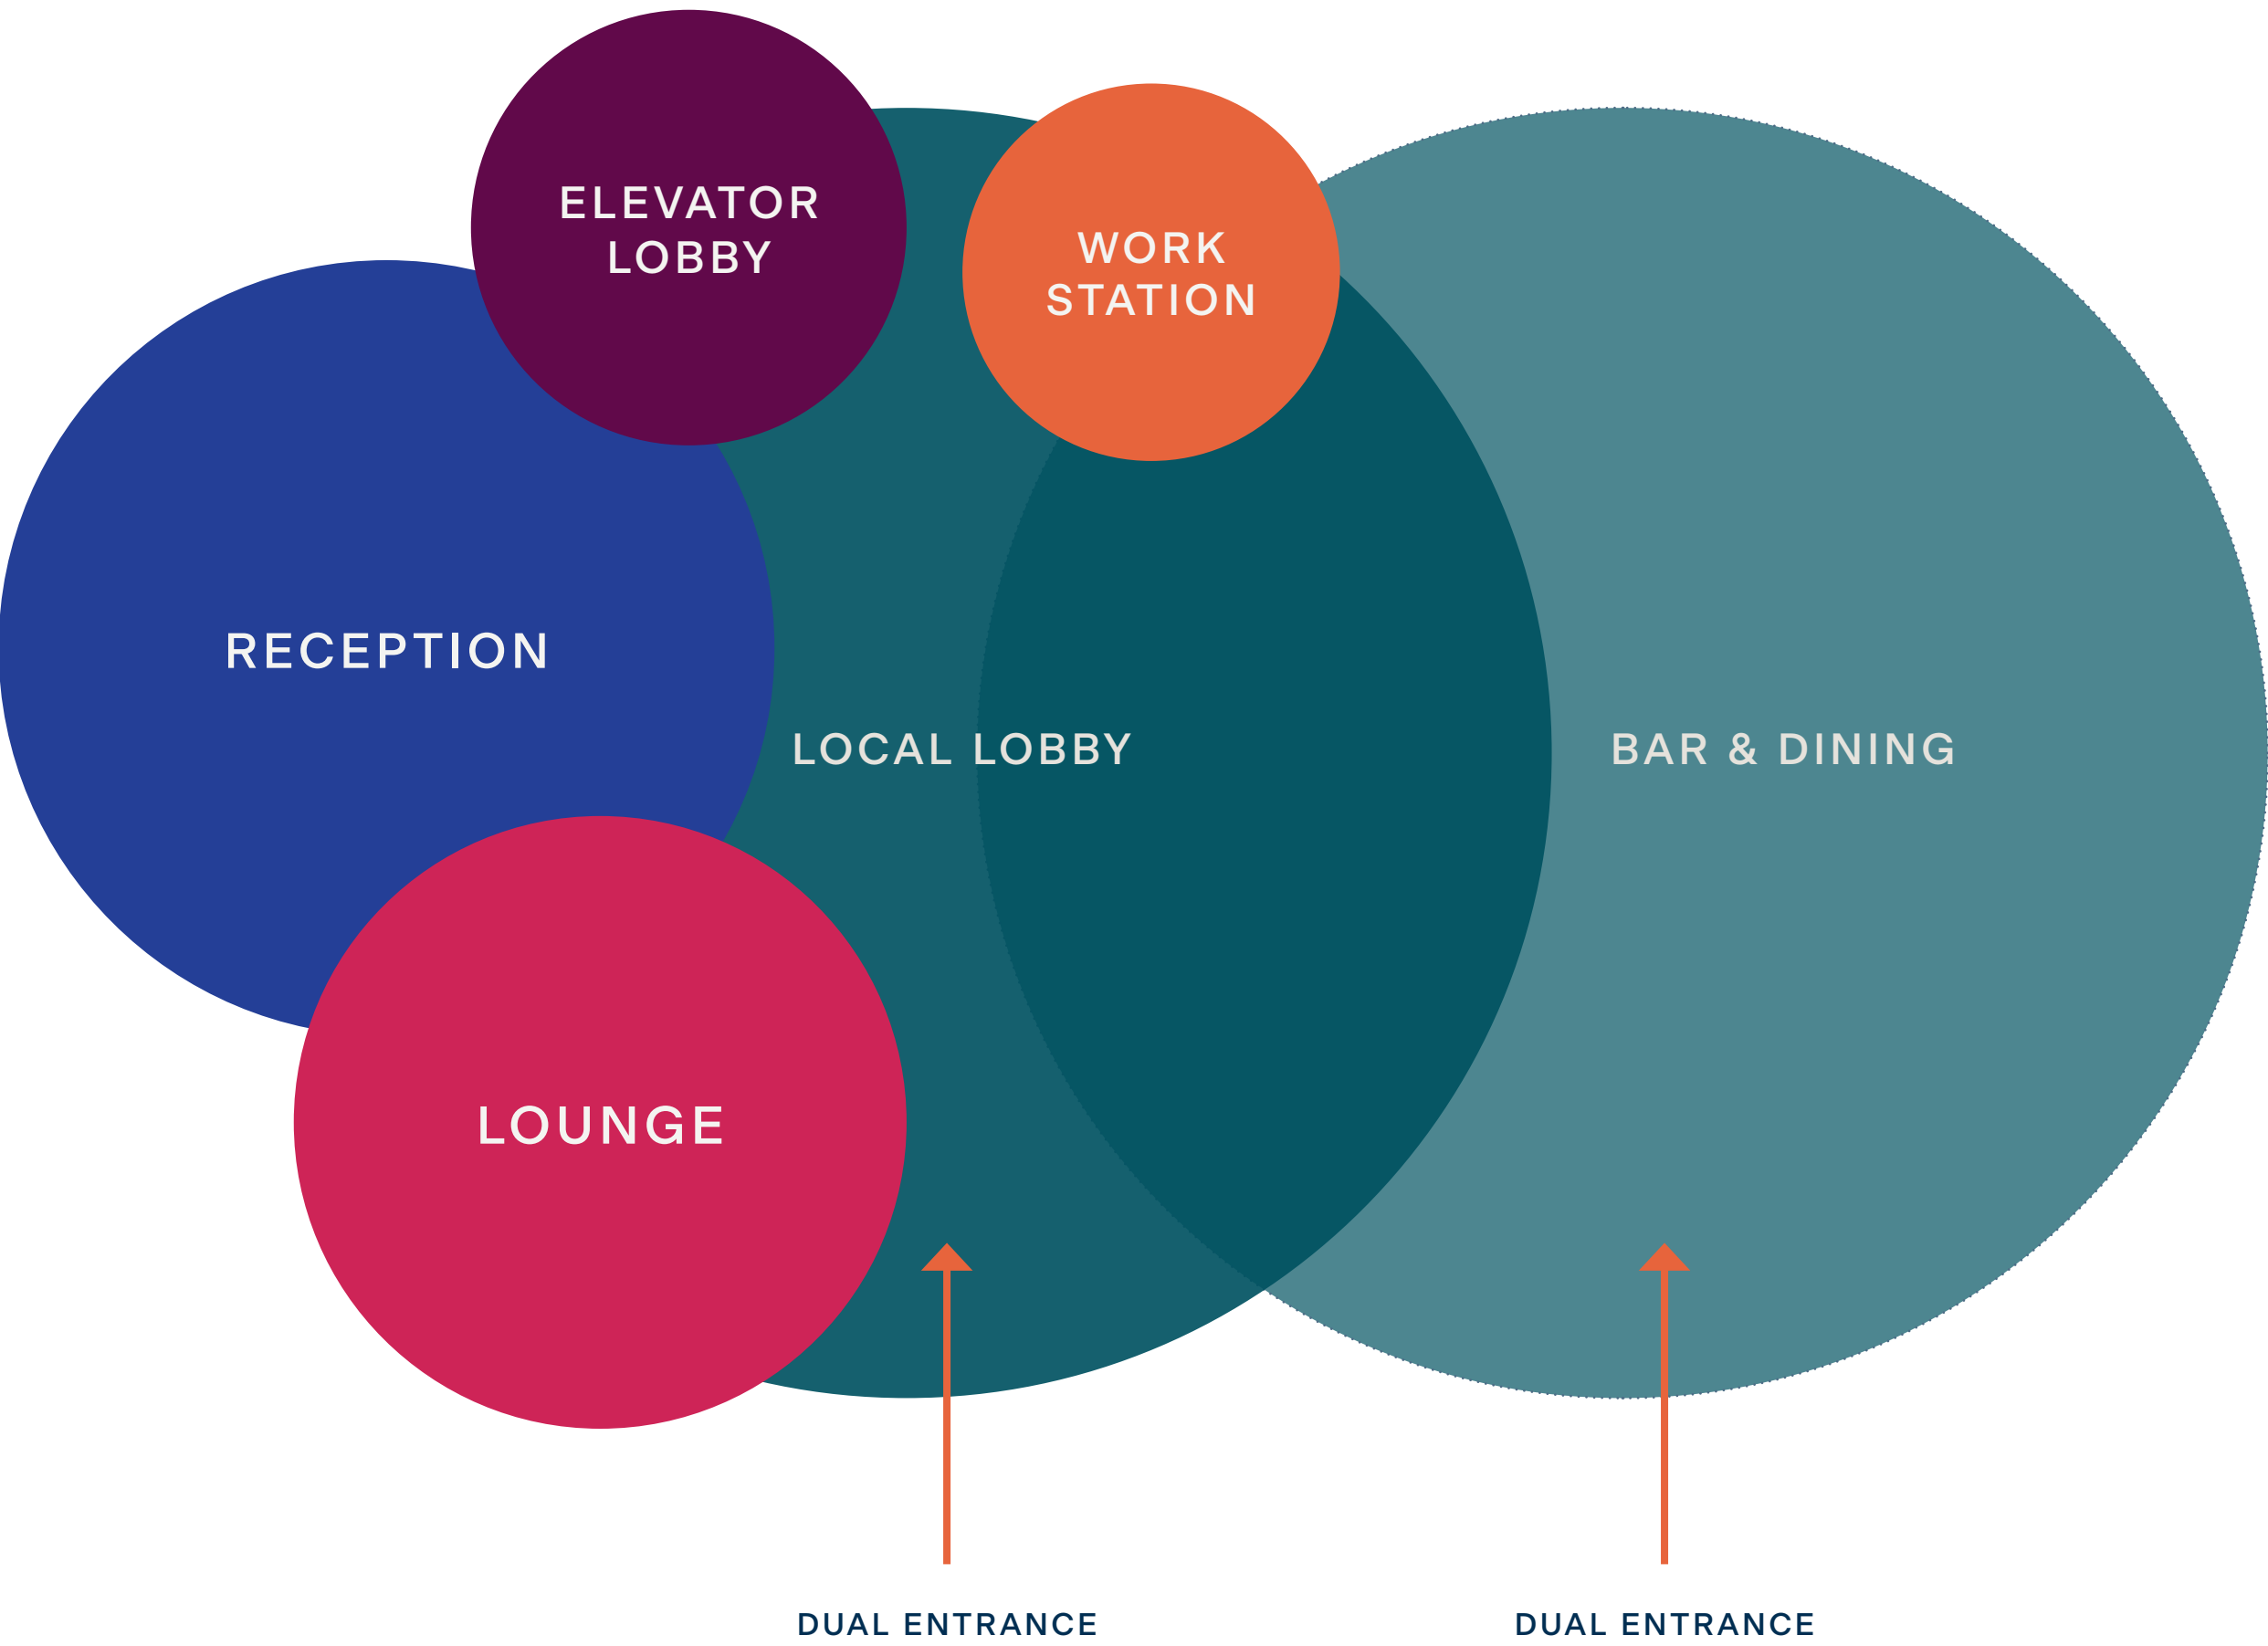 ELEVATOR
LOBBY
WORK
STATION
RECEPTION
LOCAL LOBBY
BAR & DINING
LOUNGE
DUAL ENTRANCE
DUAL ENTRANCE